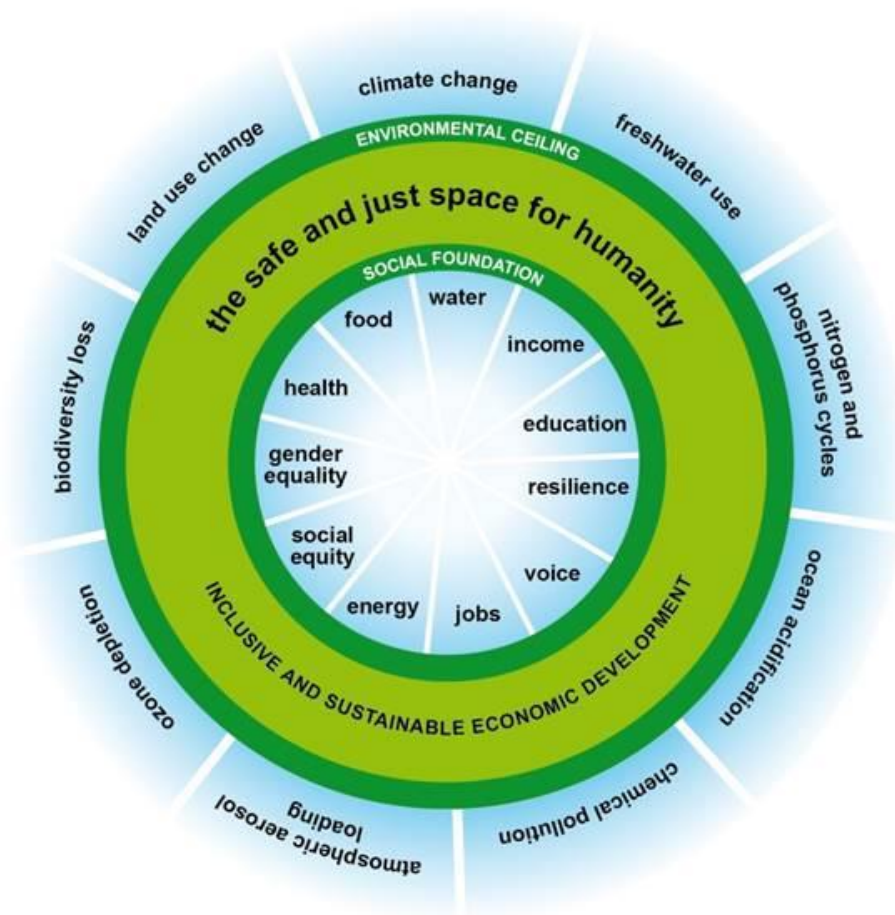 climate change
freshwater use
nitrogen and
phosphorus cycles
ocean acidification
chemical pollution
atmospheric aerosol
loading
ozone depletion
biodiversity loss
land use change
ENVIRONMENTAL CEILING
the safe and just space for humanity
SOCIAL FOUNDATION
water
income
education
resilience
voice
jobs
energy
social
equity
gender
equality
health
food
INCLUSIVE AND SUSTAINABLE ECONOMIC DEVELOPMENT